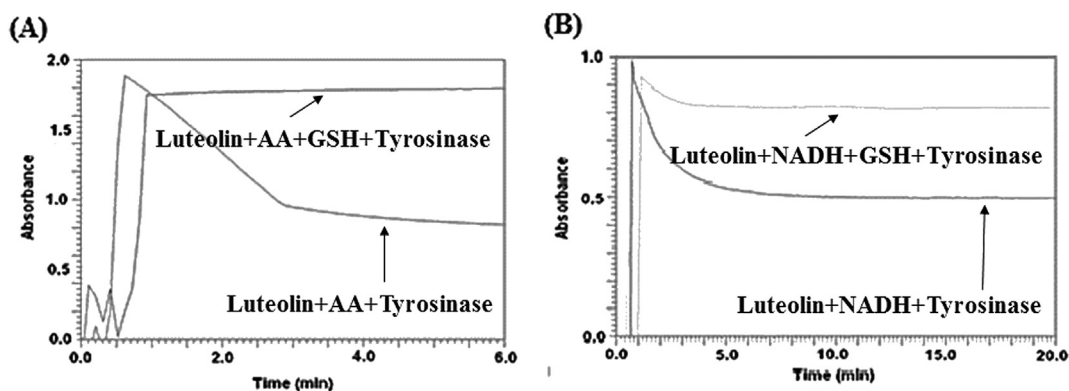 (A)
2.0
1.5
1.0
0.5
0.0
Absorbance
Luteolin+AA+GSH+Tyrosinase
Luteolin+AA+Tyrosinase
0.0 2.0 4.0 6.0
Time (min)
(B)
1.0
0.5
0.0
Absorbance
Luteolin+NADH+GSH+Tyrosinase
Luteolin+NADH+Tyrosinase
0.0 5.0 10.0 15.0 20.0
Time (min)